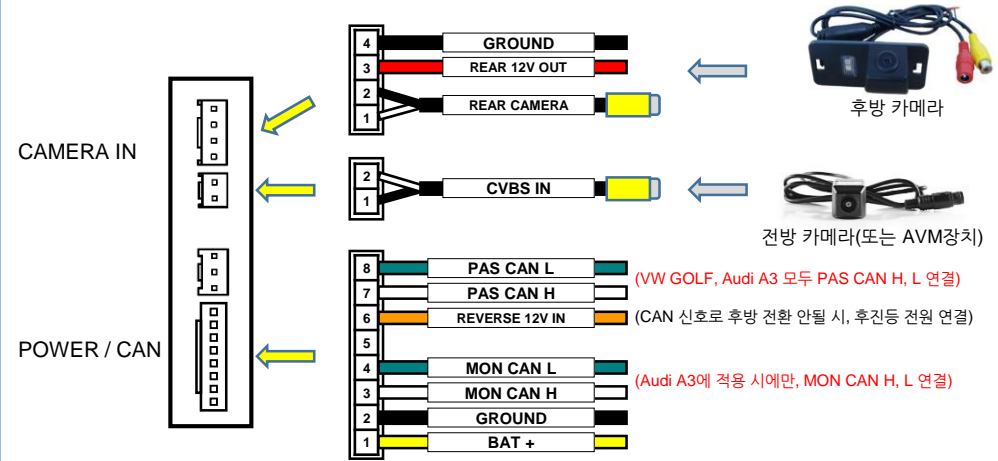 4 GROUND
3 REAR 12V OUT
2
REAR CAMERA
1
후방 카메라
CAMERA IN
2
CVBS IN
1
전방 카메라(또는 AVM장치)
8 PAS CAN L
(VW GOLF, Audi A3 모두 PAS CAN H, L 연결)
7 PAS CAN H
6 REVERSE 12V IN (CAN 신호로 후방 전환 안될 시, 후진등 전원 연결)
5
POWER / CAN
4 MON CAN L
(Audi A3에 적용 시에만, MON CAN H, L 연결)
3 MON CAN H
2 GROUND
1 BAT +